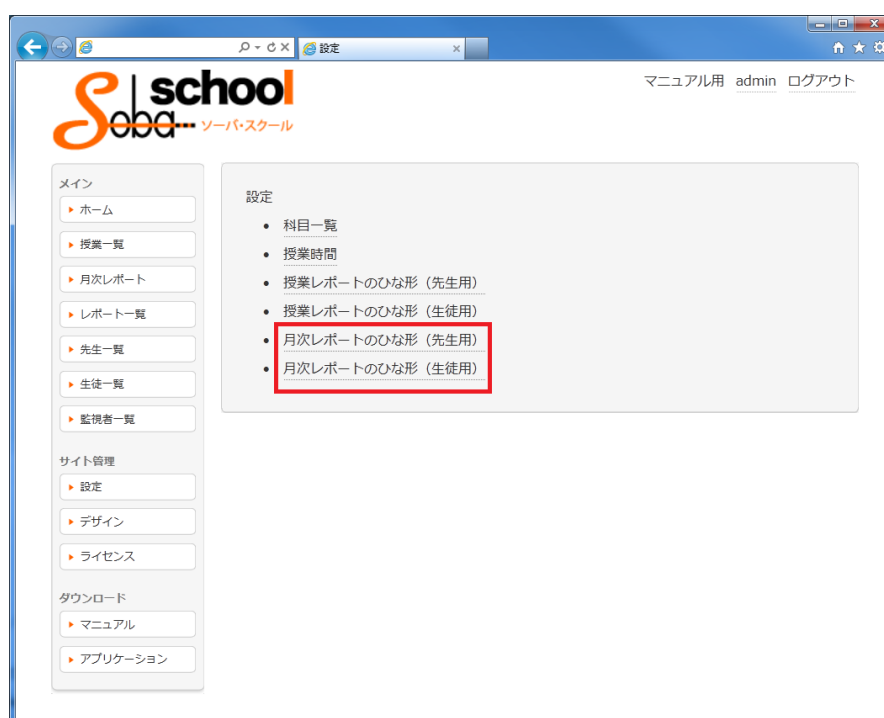 設定
school
Soba
ソーバ・スクール
マニュアル用 admin ログアウト
メイン
ホーム
授業一覧
月次レポート
レポート一覧
先生一覧
生徒一覧
監視者一覧
サイト管理
設定
デザイン
ライセンス
ダウンロード
マニュアル
アプリケーション
設定
科目一覧
授業時間
授業レポートのひな形（先生用）
授業レポートのひな形（生徒用）
月次レポートのひな形（先生用）
月次レポートのひな形（生徒用）